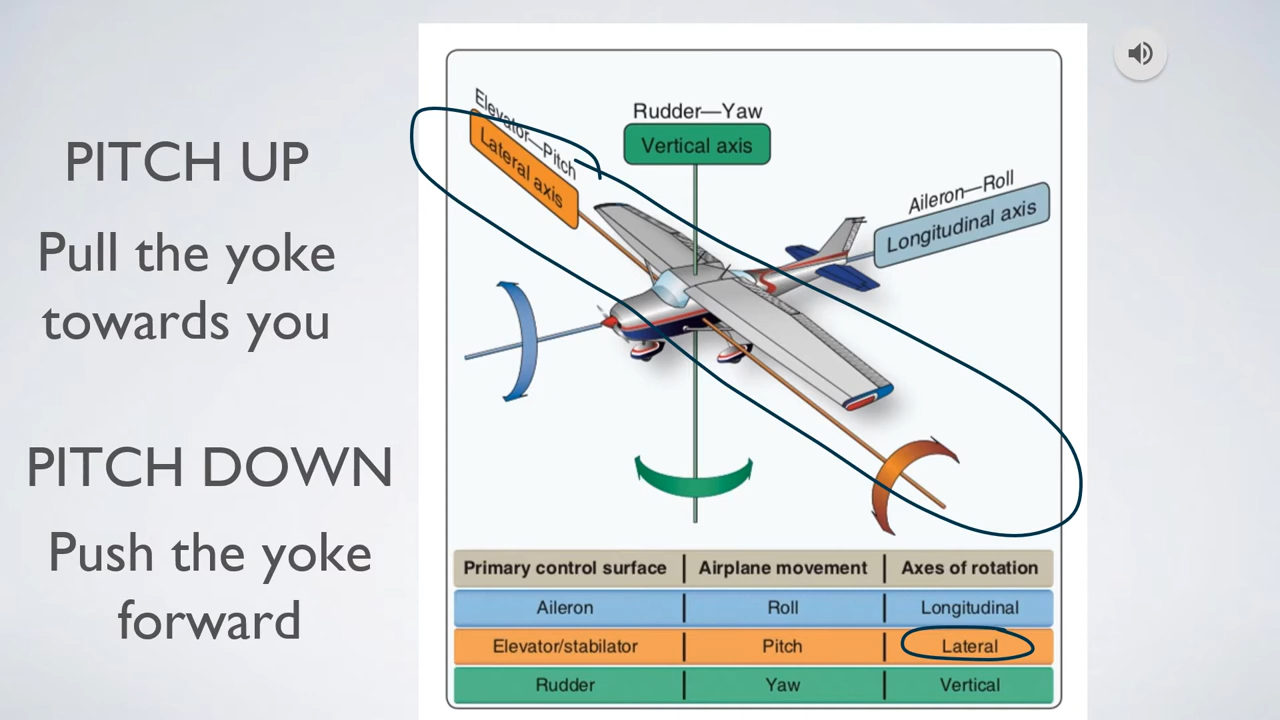 PITCH UP
Pull the yoke
towards you
PITCH DOWN
Push the yoke
forward
Elevator—Pitch
Lateral axis
Rudder—Yaw
Vertical axis
Aileron—Roll
Longitudinal axis
Primary control surface | Airplane movement | Axes of rotation
Aileron | Roll | Longitudinal
Elevator/stabilator | Pitch | Lateral
Rudder | Yaw | Vertical